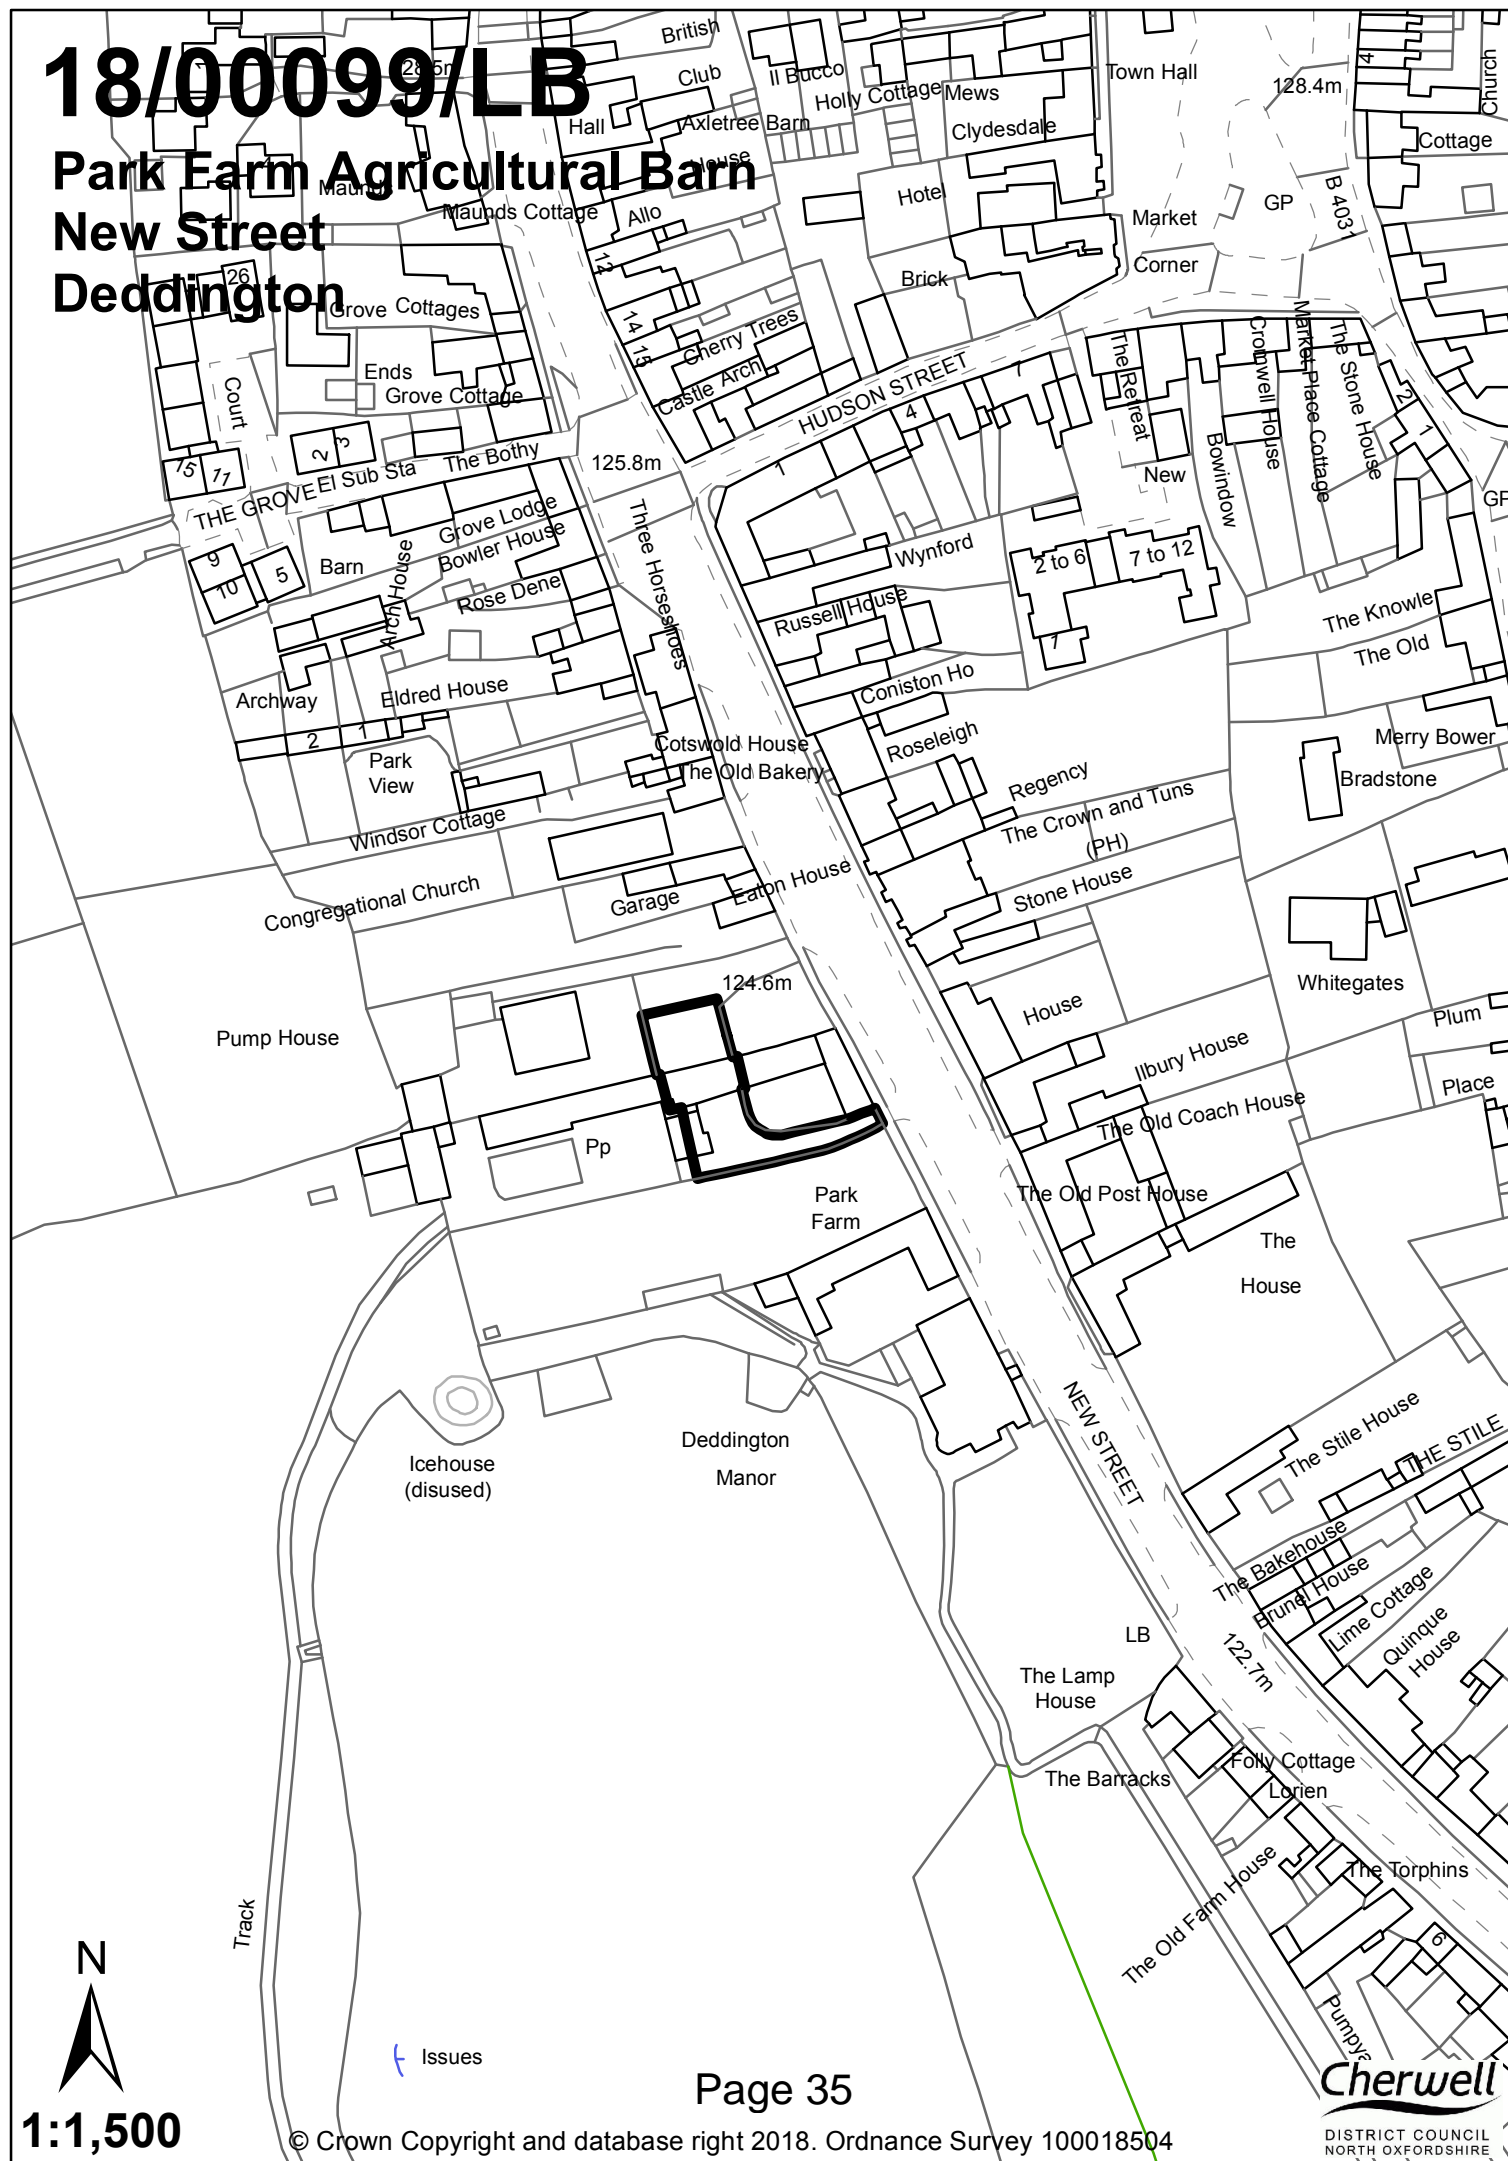 18/00099/LB
Park Farm Agricultural Barn
New Street
Deddington
British
Club
Il Bucco
Holly Cottage
Mews
Town Hall
128.4m
4
Church
Hall
Axletree Barn
House
Clydesdale
Cottage
Maunds
Maunds Cottage
Allo
Hotel
Market
Corner
GP
B 4031
26
12
14
15
Brick
Grove Cottages
Cherry Trees
Castle Arch
Ends
Grove Cottage
Court
HUDSON STREET
1
4
7
The Retreat
New
Bowindow
Cromwell House
Market Place Cottage
The Stone House
2
1
GP
2
3
15
11
THE GROVE
El Sub Sta
The Bothy
125.8m
Three Horseshoes
Grove Lodge
Bowler House
Rose Dene
Barn
Arch House
9
10
5
Wynford
2 to 6
7 to 12
1
Russell House
The Knowle
The Old
Archway
Eldred House
Coniston Ho
2
1
Park
View
Cotswold House
The Old Bakery
Roseleigh
Regency
Merry Bower
Bradstone
Windsor Cottage
The Crown and Tuns
(PH)
Congregational Church
Garage
Eaton House
Stone House
124.6m
Whitegates
Pump House
House
Plum
Ilbury House
Place
The Old Coach House
Pp
Park
Farm
The Old Post House
The
House
Icehouse
(disused)
Deddington
Manor
NEW STREET
The Stile House
THE STILE
The Bakehouse
Brunel House
Lime Cottage
Quinque
House
LB
122.7m
The Lamp
House
The Barracks
Folly Cottage
Lorien
The Torphins
The Old Farm House
6
Track
N
Issues
1:1,500
Page 35
© Crown Copyright and database right 2018. Ordnance Survey 100018504
Cherwell
DISTRICT COUNCIL
NORTH OXFORDSHIRE